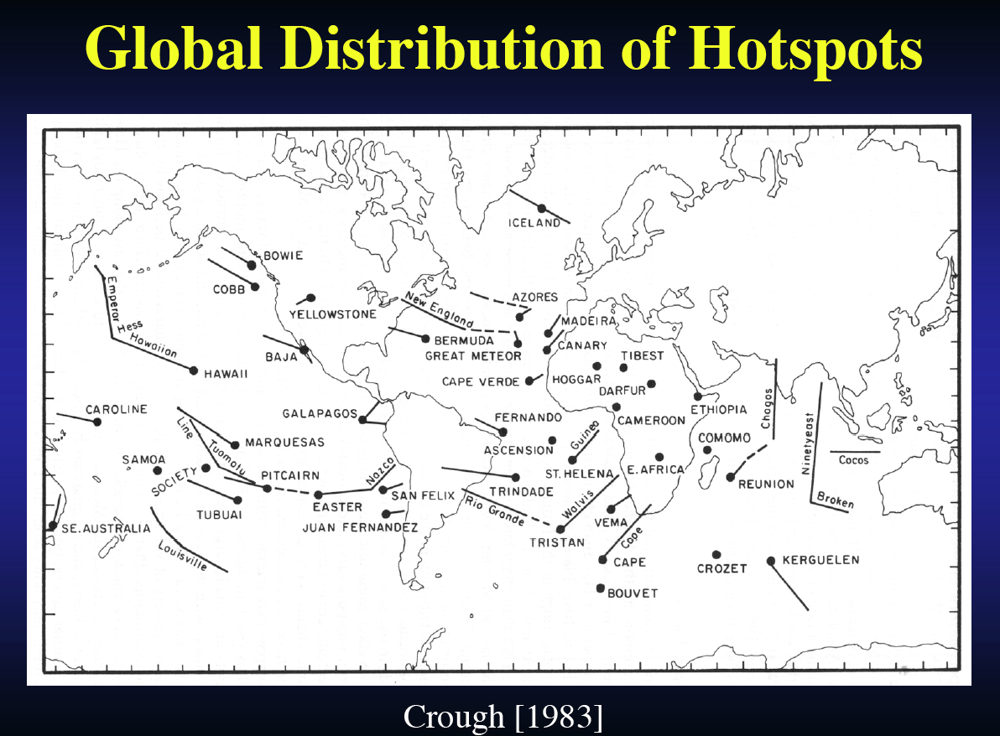 Global Distribution of Hotspots
ICELAND
BOWIE
COBB
Emperor
YELLOWSTONE
New England
AZORES
Hess
Hawaiian
MADEIRA
BERMUDA
CANARY
GREAT METEOR
BAJA
TIBEST
HAWAII
CAPE VERDE
HOGGAR
DARFUR
CAROLINE
GALAPAGOS
FERNANDO
CAMEROON
ETHIOPIA
Chagos
Ninetyeast
Line
Tuomotu
MARQUESAS
ASCENSION
Guinea
COMOMO
SAMOA
SOCIETY
PITCAIRN
Nazca
ST. HELENA
E. AFRICA
Cocos
REUNION
TUBUAI
EASTER
SAN FELIX
TRINDADE
Rio Grande
Walvis
Broken
SE. AUSTRALIA
JUAN FERNANDEZ
VEMA
TRISTAN
Cape
Louisville
CAPE
CROZET
KERGUELEN
BOUVET
Crough [1983]